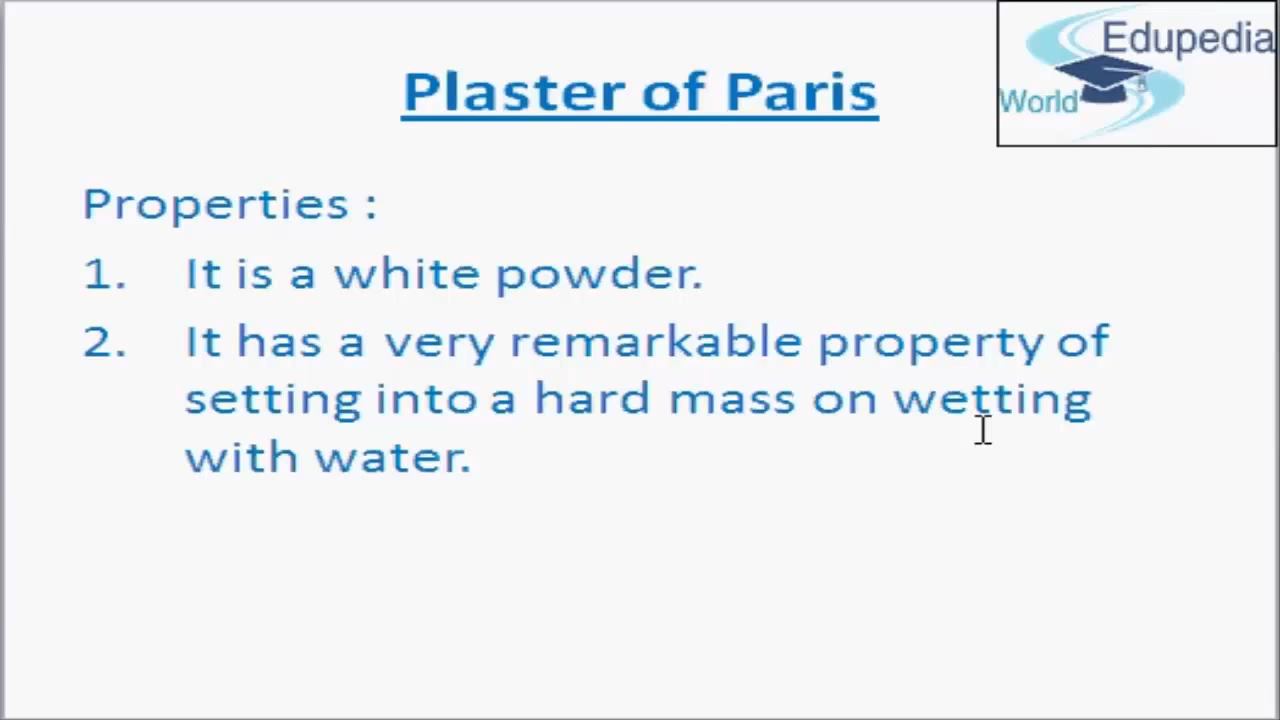 Edupedia
World
Plaster of Paris
Properties :
1. It is a white powder.
2. It has a very remarkable property of
setting into a hard mass on wetting
with water.